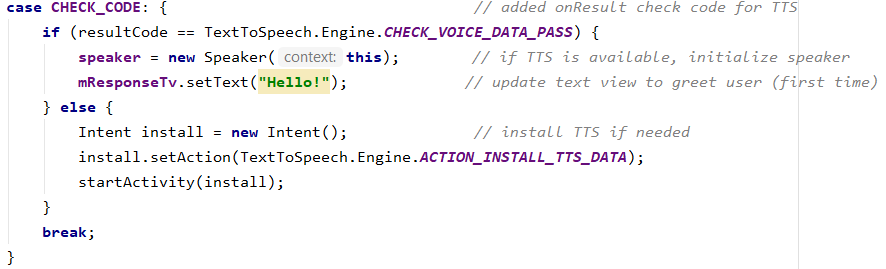 case CHECK_CODE: { // added onResult check code for TTS
if (resultCode == TextToSpeech.Engine.CHECK_VOICE_DATA_PASS) {
speaker = new Speaker( context: this); // if TTS is available, initialize speaker
mResponseTv.setText("Hello!"); // update text view to greet user (first time)
} else {
Intent install = new Intent(); // install TTS if needed
install.setAction(TextToSpeech.Engine.ACTION_INSTALL_TTS_DATA);
startActivity(install);
}
break;
}